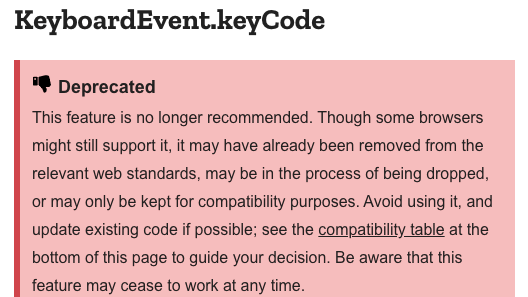 KeyboardEvent.keyCode
Deprecated
This feature is no longer recommended. Though some browsers
might still support it, it may have already been removed from the
relevant web standards, may be in the process of being dropped,
or may only be kept for compatibility purposes. Avoid using it, and
update existing code if possible; see the compatibility table at the
bottom of this page to guide your decision. Be aware that this
feature may cease to work at any time.